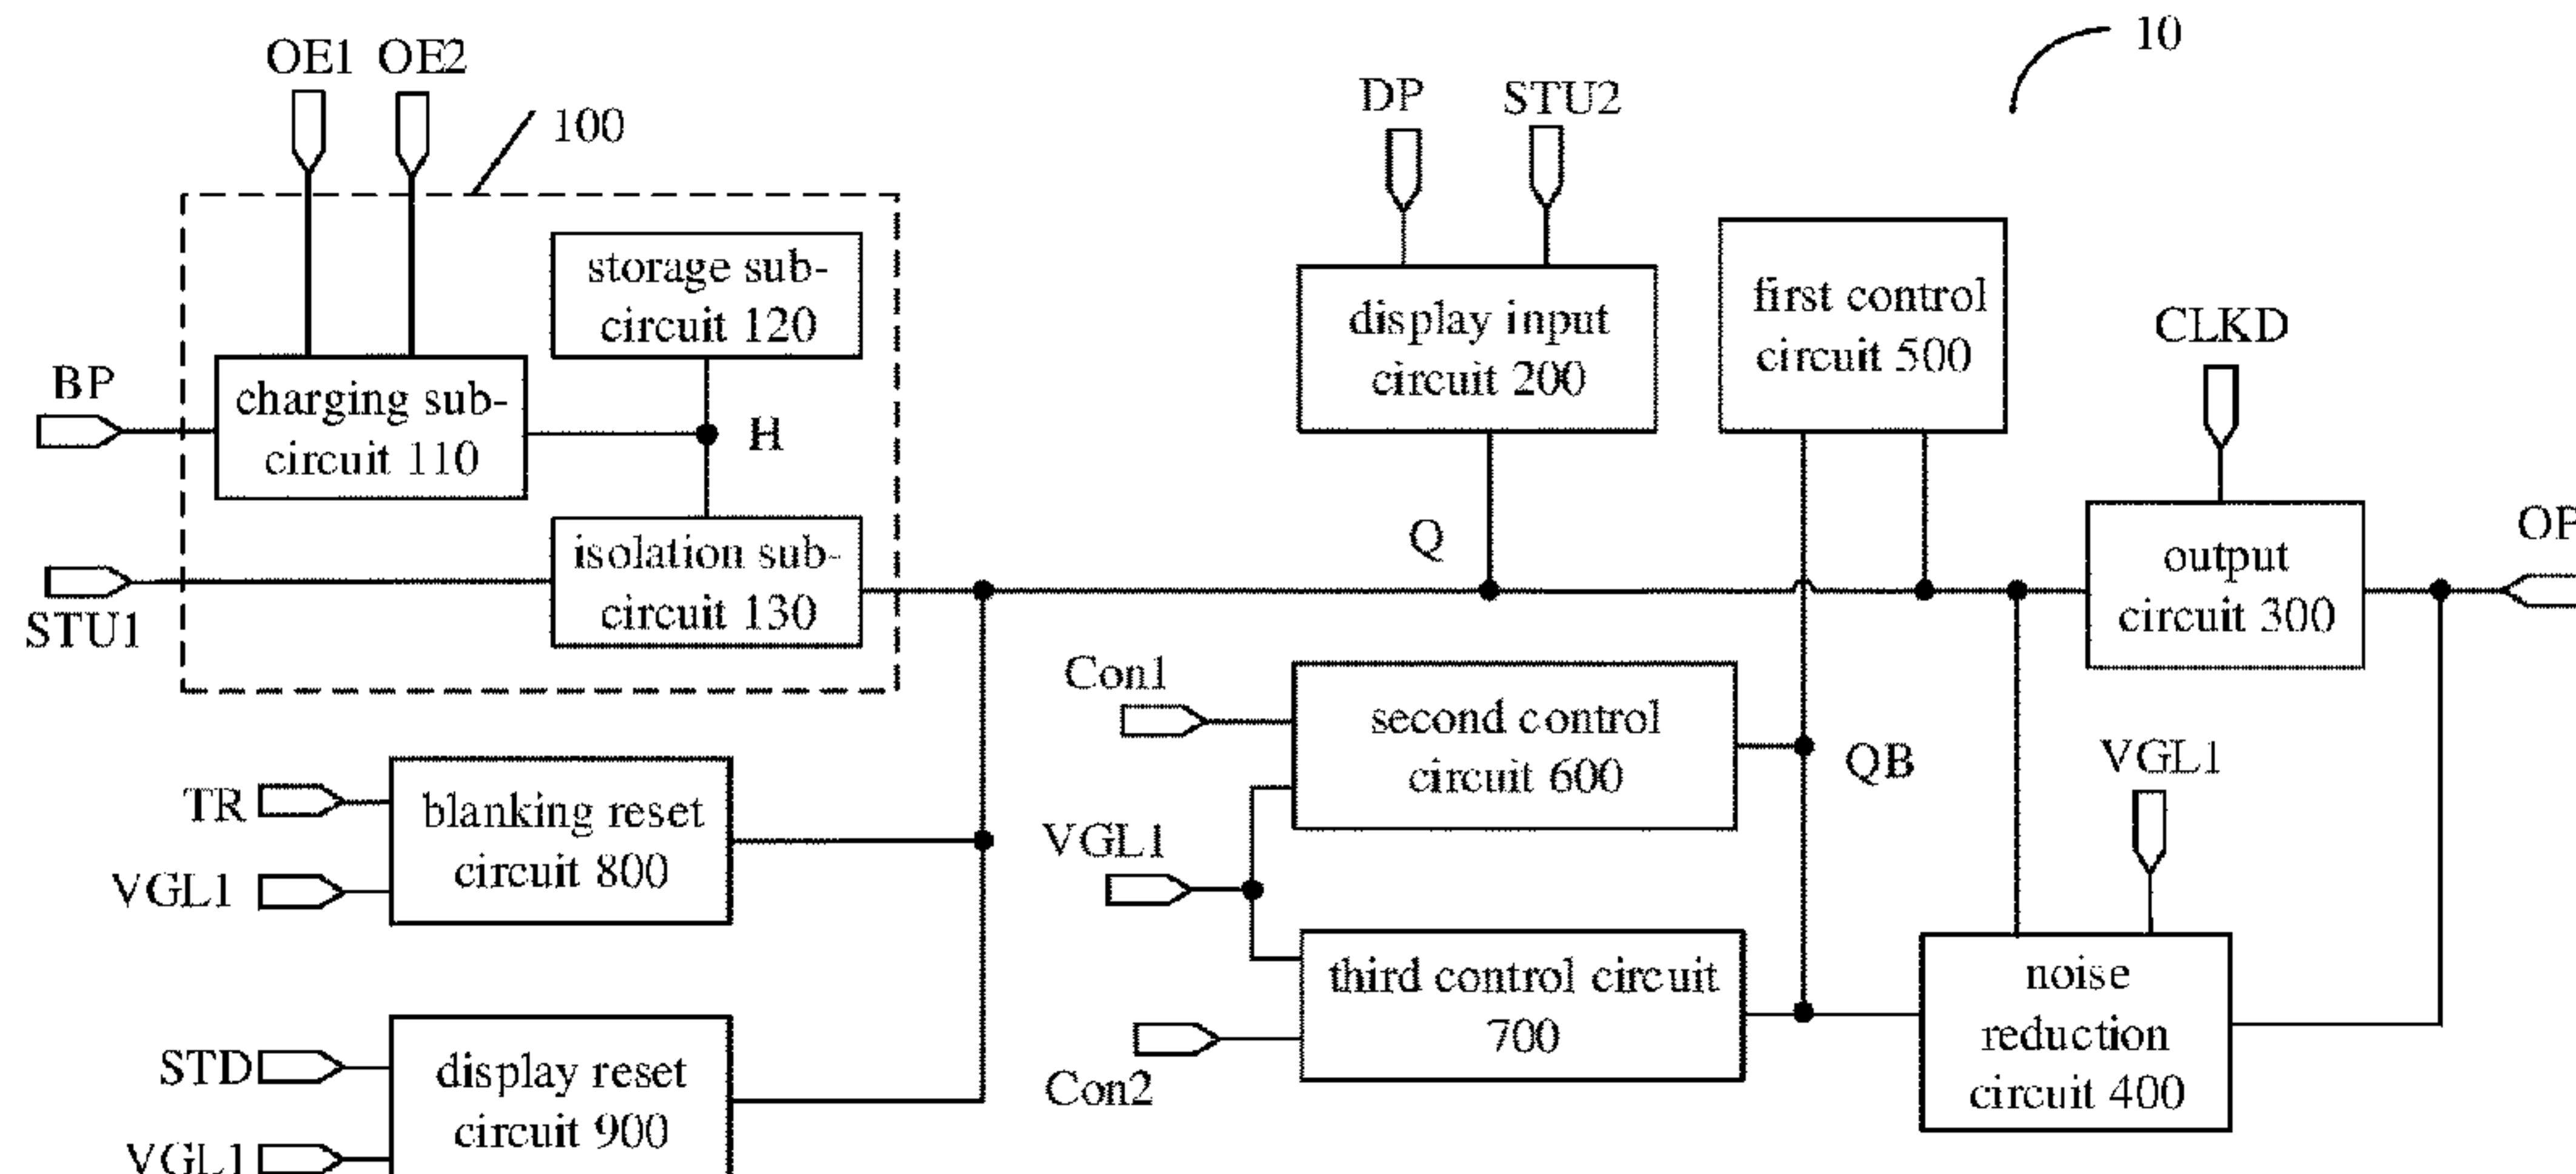 OE1 OE2
100
DP STU2
10
storage sub-
circuit 120
BP
charging sub-
circuit 110
H
display input
circuit 200
first control
circuit 500
CLKD
STU1
isolation sub-
circuit 130
Q
output
circuit 300
OP
Con1
second control
circuit 600
QB
VGL1
TR
VGL1
blanking reset
circuit 800
VGL1
third control circuit
700
Con2
noise
reduction
circuit 400
STD
VGL1
display reset
circuit 900